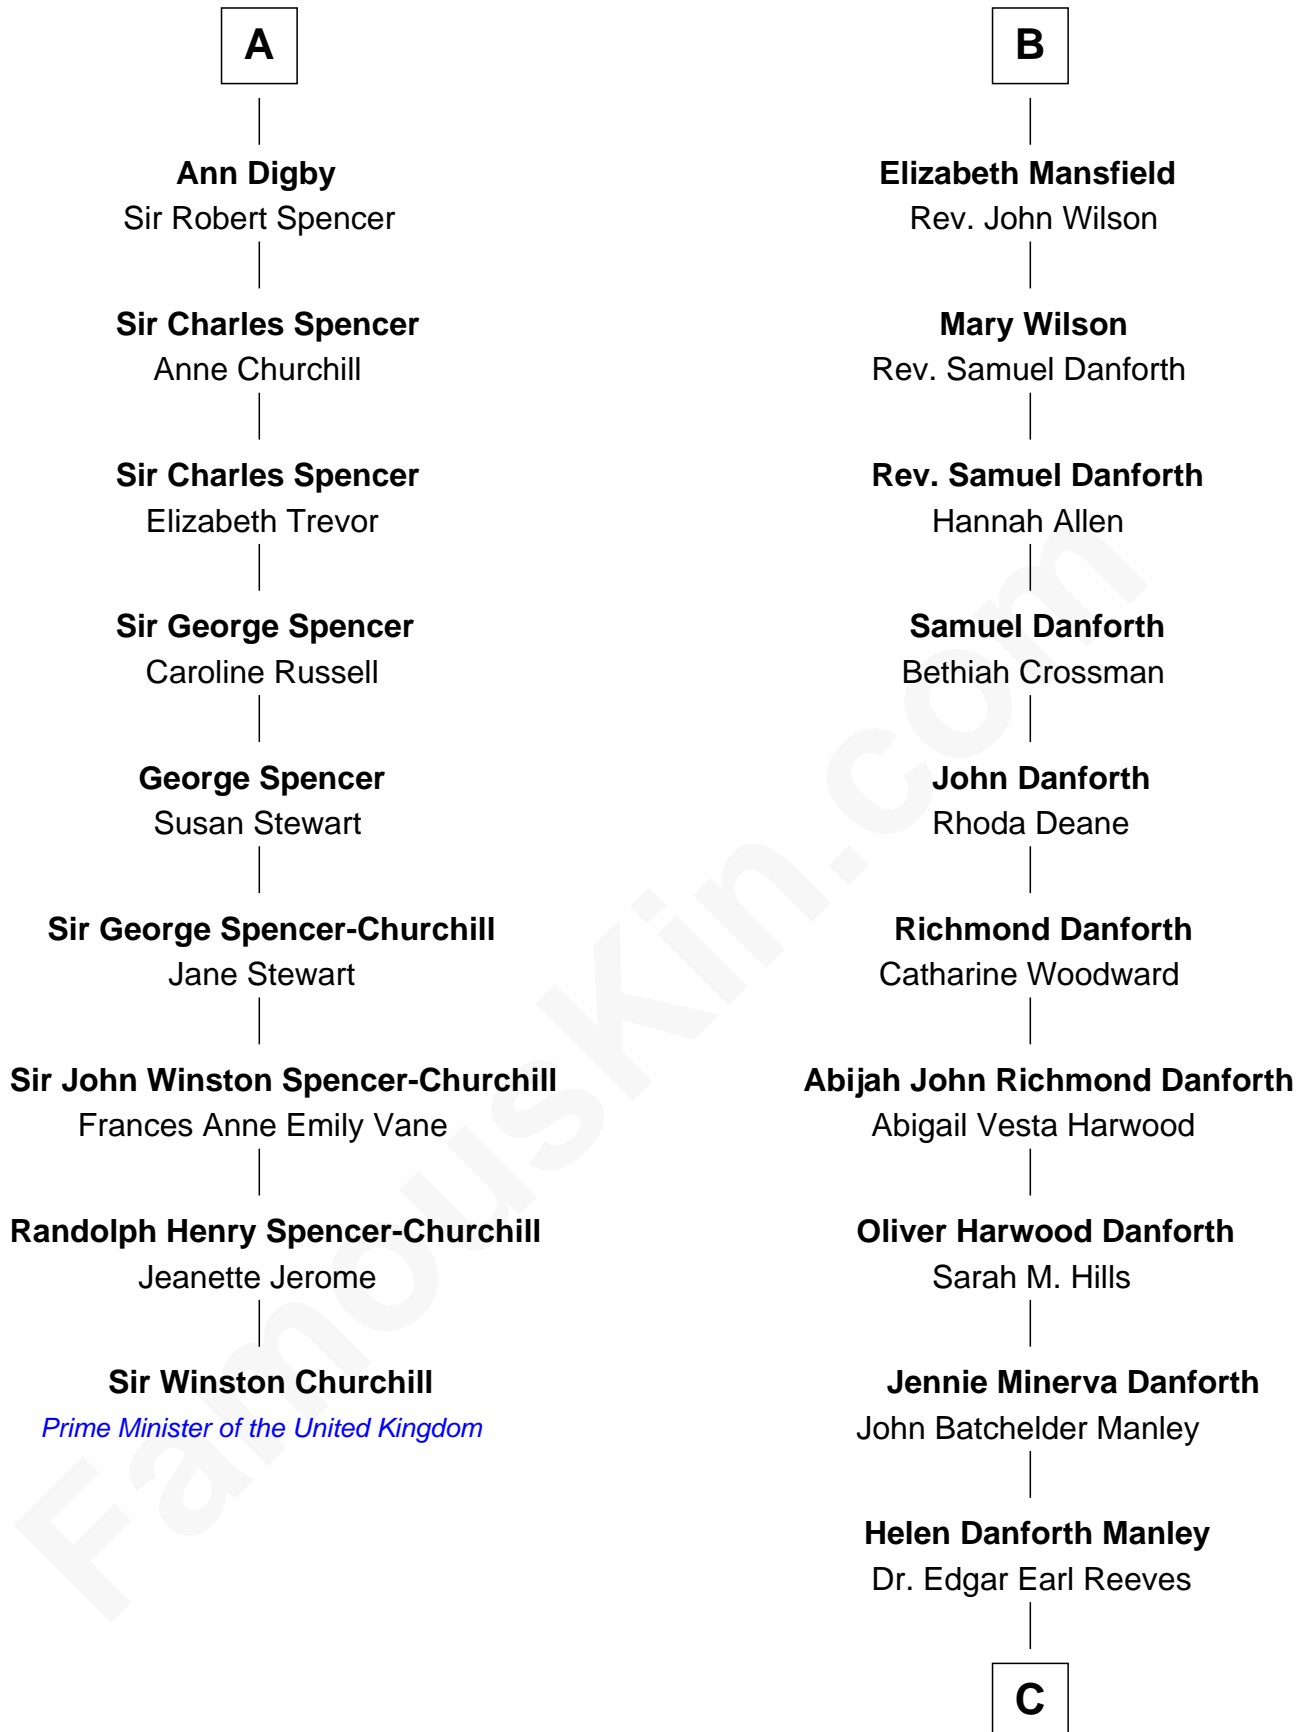 A
Ann Digby
Sir Robert Spencer
Sir Charles Spencer
Anne Churchill
Sir Charles Spencer
Elizabeth Trevor
Sir George Spencer
Caroline Russell
George Spencer
Susan Stewart
Sir George Spencer-Churchill
Jane Stewart
Sir John Winston Spencer-Churchill
Frances Anne Emily Vane
Randolph Henry Spencer-Churchill
Jeanette Jerome
Sir Winston Churchill
Prime Minister of the United Kingdom
B
Elizabeth Mansfield
Rev. John Wilson
Mary Wilson
Rev. Samuel Danforth
Rev. Samuel Danforth
Hannah Allen
Samuel Danforth
Bethiah Crossman
John Danforth
Rhoda Deane
Richmond Danforth
Catharine Woodward
Abijah John Richmond Danforth
Abigail Vesta Harwood
Oliver Harwood Danforth
Sarah M. Hills
Jennie Minerva Danforth
John Batchelder Manley
Helen Danforth Manley
Dr. Edgar Earl Reeves
C
FamousKin.com